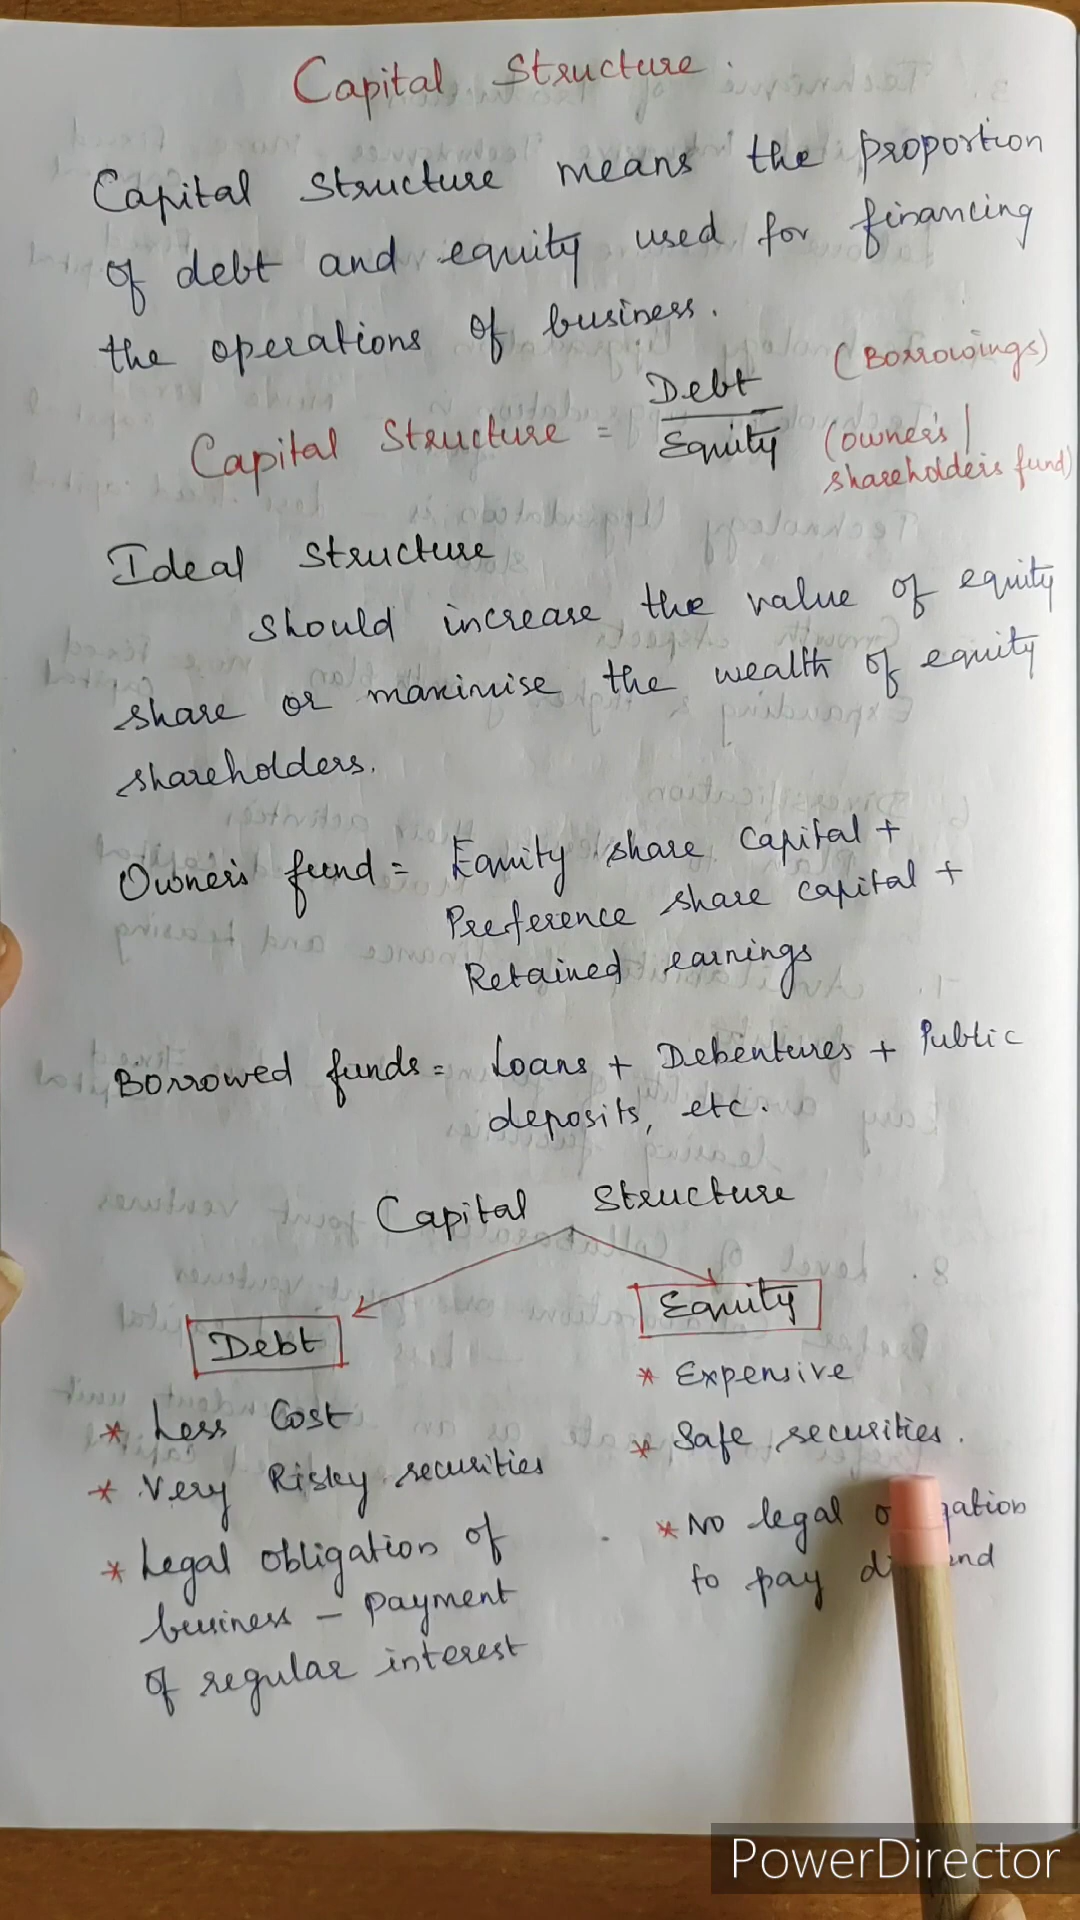 Capital Structure.
Capital Structure means the proportion
of debt and equity used for financing
the operations of business.
Capital Structure = Debt (Borrowings)
Equity (owner's /
shareholder's fund)
Ideal Structure
Should increase the value of equity
share or maximise the wealth of equity
shareholders.
Owner's fund = Equity share capital +
Preference share capital +
Retained earnings
Borrowed funds = Loans + Debentures + Public
deposits, etc.
Capital Structure
Debt
* Less Cost
* Very Risky securities
* Legal obligation of
business – Payment
of regular interest
Equity
* Expensive
* Safe securities.
* No legal
to pay
PowerDirector